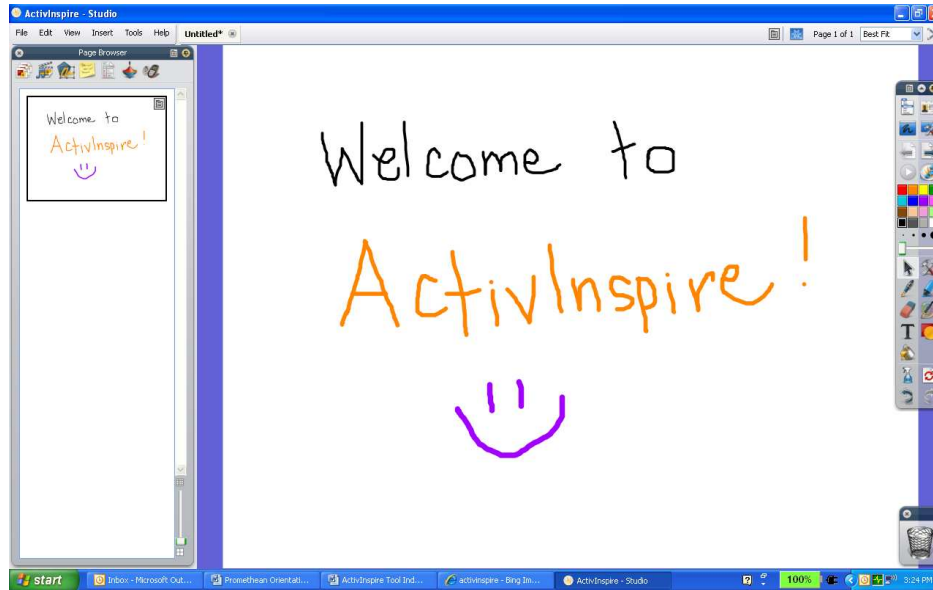 ActivInspire - Studio
File Edit View Insert Tools Help Untitled*
Page 1 of 1 Best Fit
Page Browser
Welcome to
ActivInspire!
Welcome to
ActivInspire!
T
start Inbox - Microsoft Out... Promethean Orientati... ActivInspire Tool Ind... activinspire - Bing Im... ActivInspire - Studio ? 100% 3:24 PM